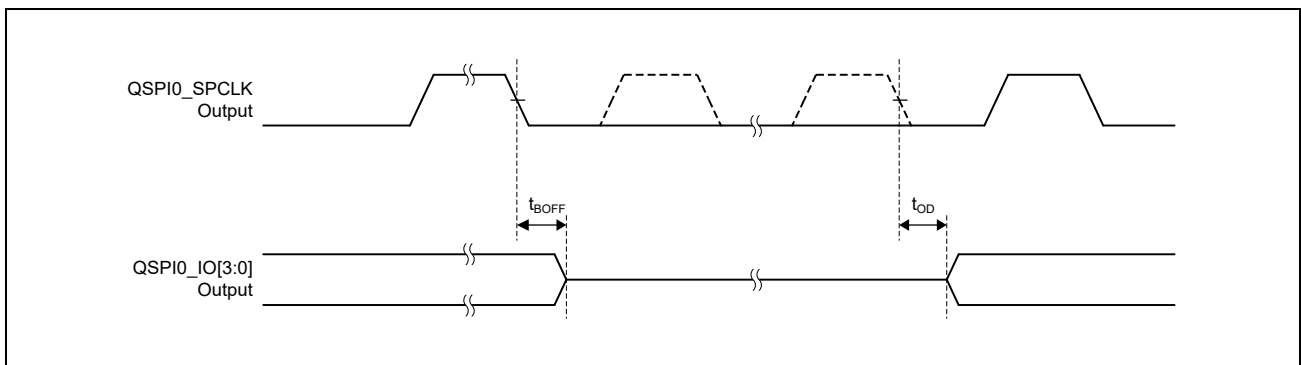 QSPI0_SPCLK
Output
tBOFF
tOD
QSPI0_IO[3:0]
Output